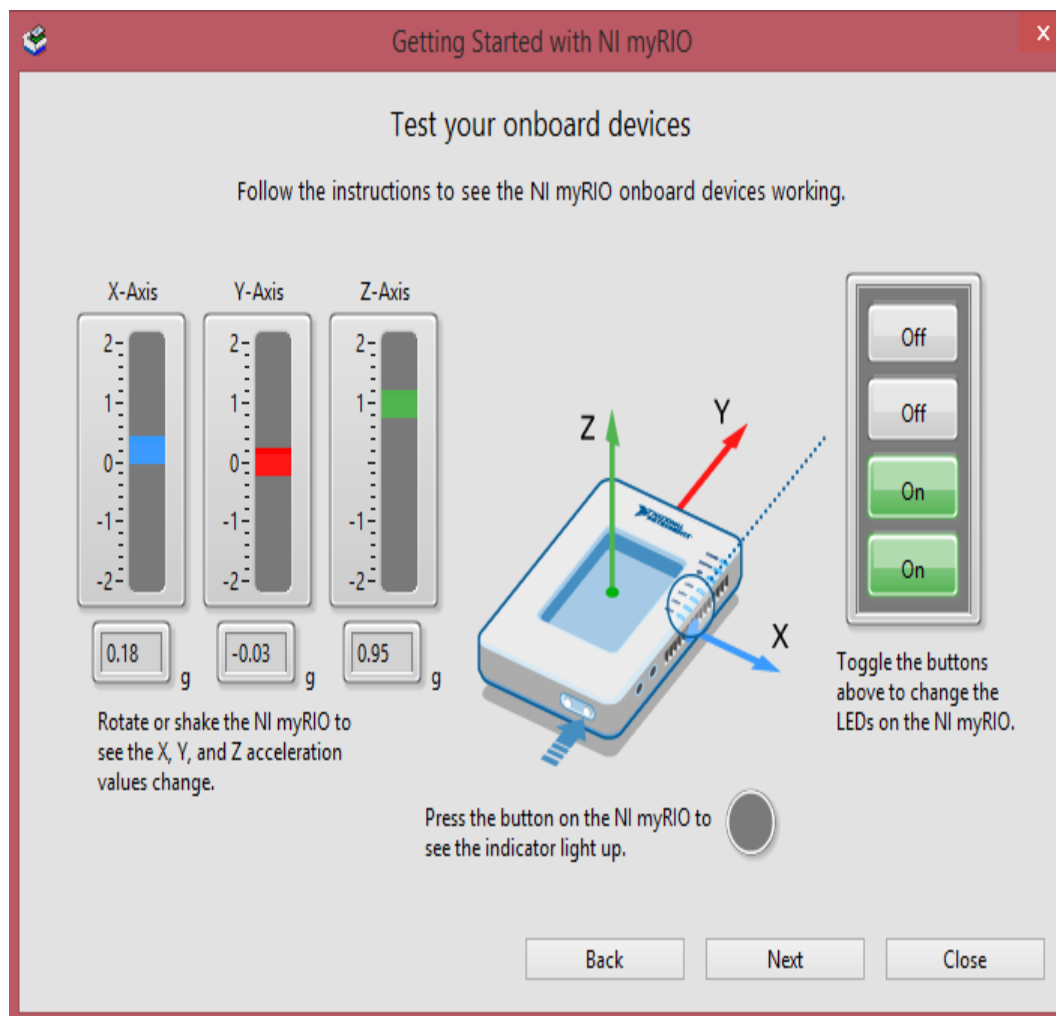 Getting Started with NI myRIO
x
Test your onboard devices
Follow the instructions to see the NI myRIO onboard devices working.
X-Axis
2
1
0
-1
-2
0.18
g
Y-Axis
2
1
0
-1
-2
-0.03
g
Z-Axis
2
1
-1
-2
0.95
g
Rotate or shake the NI myRIO to
see the X, Y, and Z acceleration
values change.
Z
Y
X
NATIONAL
INSTRUMENTS
Press the button on the NI myRIO to
see the indicator light up.
Off
Off
On
On
Toggle the buttons
above to change the
LEDs on the NI myRIO.
Back
Next
Close